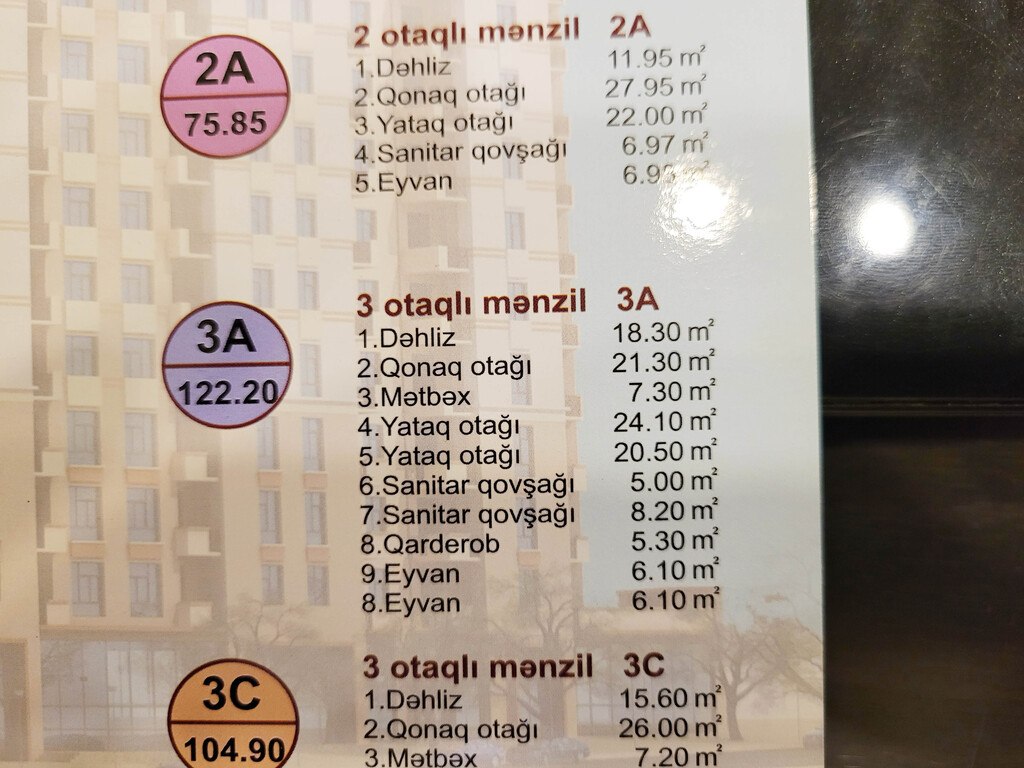 2A
75.85
2 otaqlı mənzil 2A
1.Dəhliz 11.95 m²
2.Qonaq otağı 27.95 m²
3.Yataq otağı 22.00 m²
4.Sanitar qovşağı 6.97 m²
5.Eyvan m²
3A
122.20
3 otaqlı mənzil 3A
1.Dəhliz 18.30 m²
2.Qonaq otağı 21.30 m²
3.Mətbəx 7.30 m²
4.Yataq otağı 24.10 m²
5.Yataq otağı 20.50 m²
6.Sanitar qovşağı 5.00 m²
7.Sanitar qovşağı 8.20 m²
8.Qarderob 5.30 m²
9.Eyvan 6.10 m²
8.Eyvan 6.10 m²
3C
104.90
3 otaqlı mənzil 3C
1.Dəhliz 15.60 m²
2.Qonaq otağı 26.00 m²
3.Mətbəx 7.20 m²